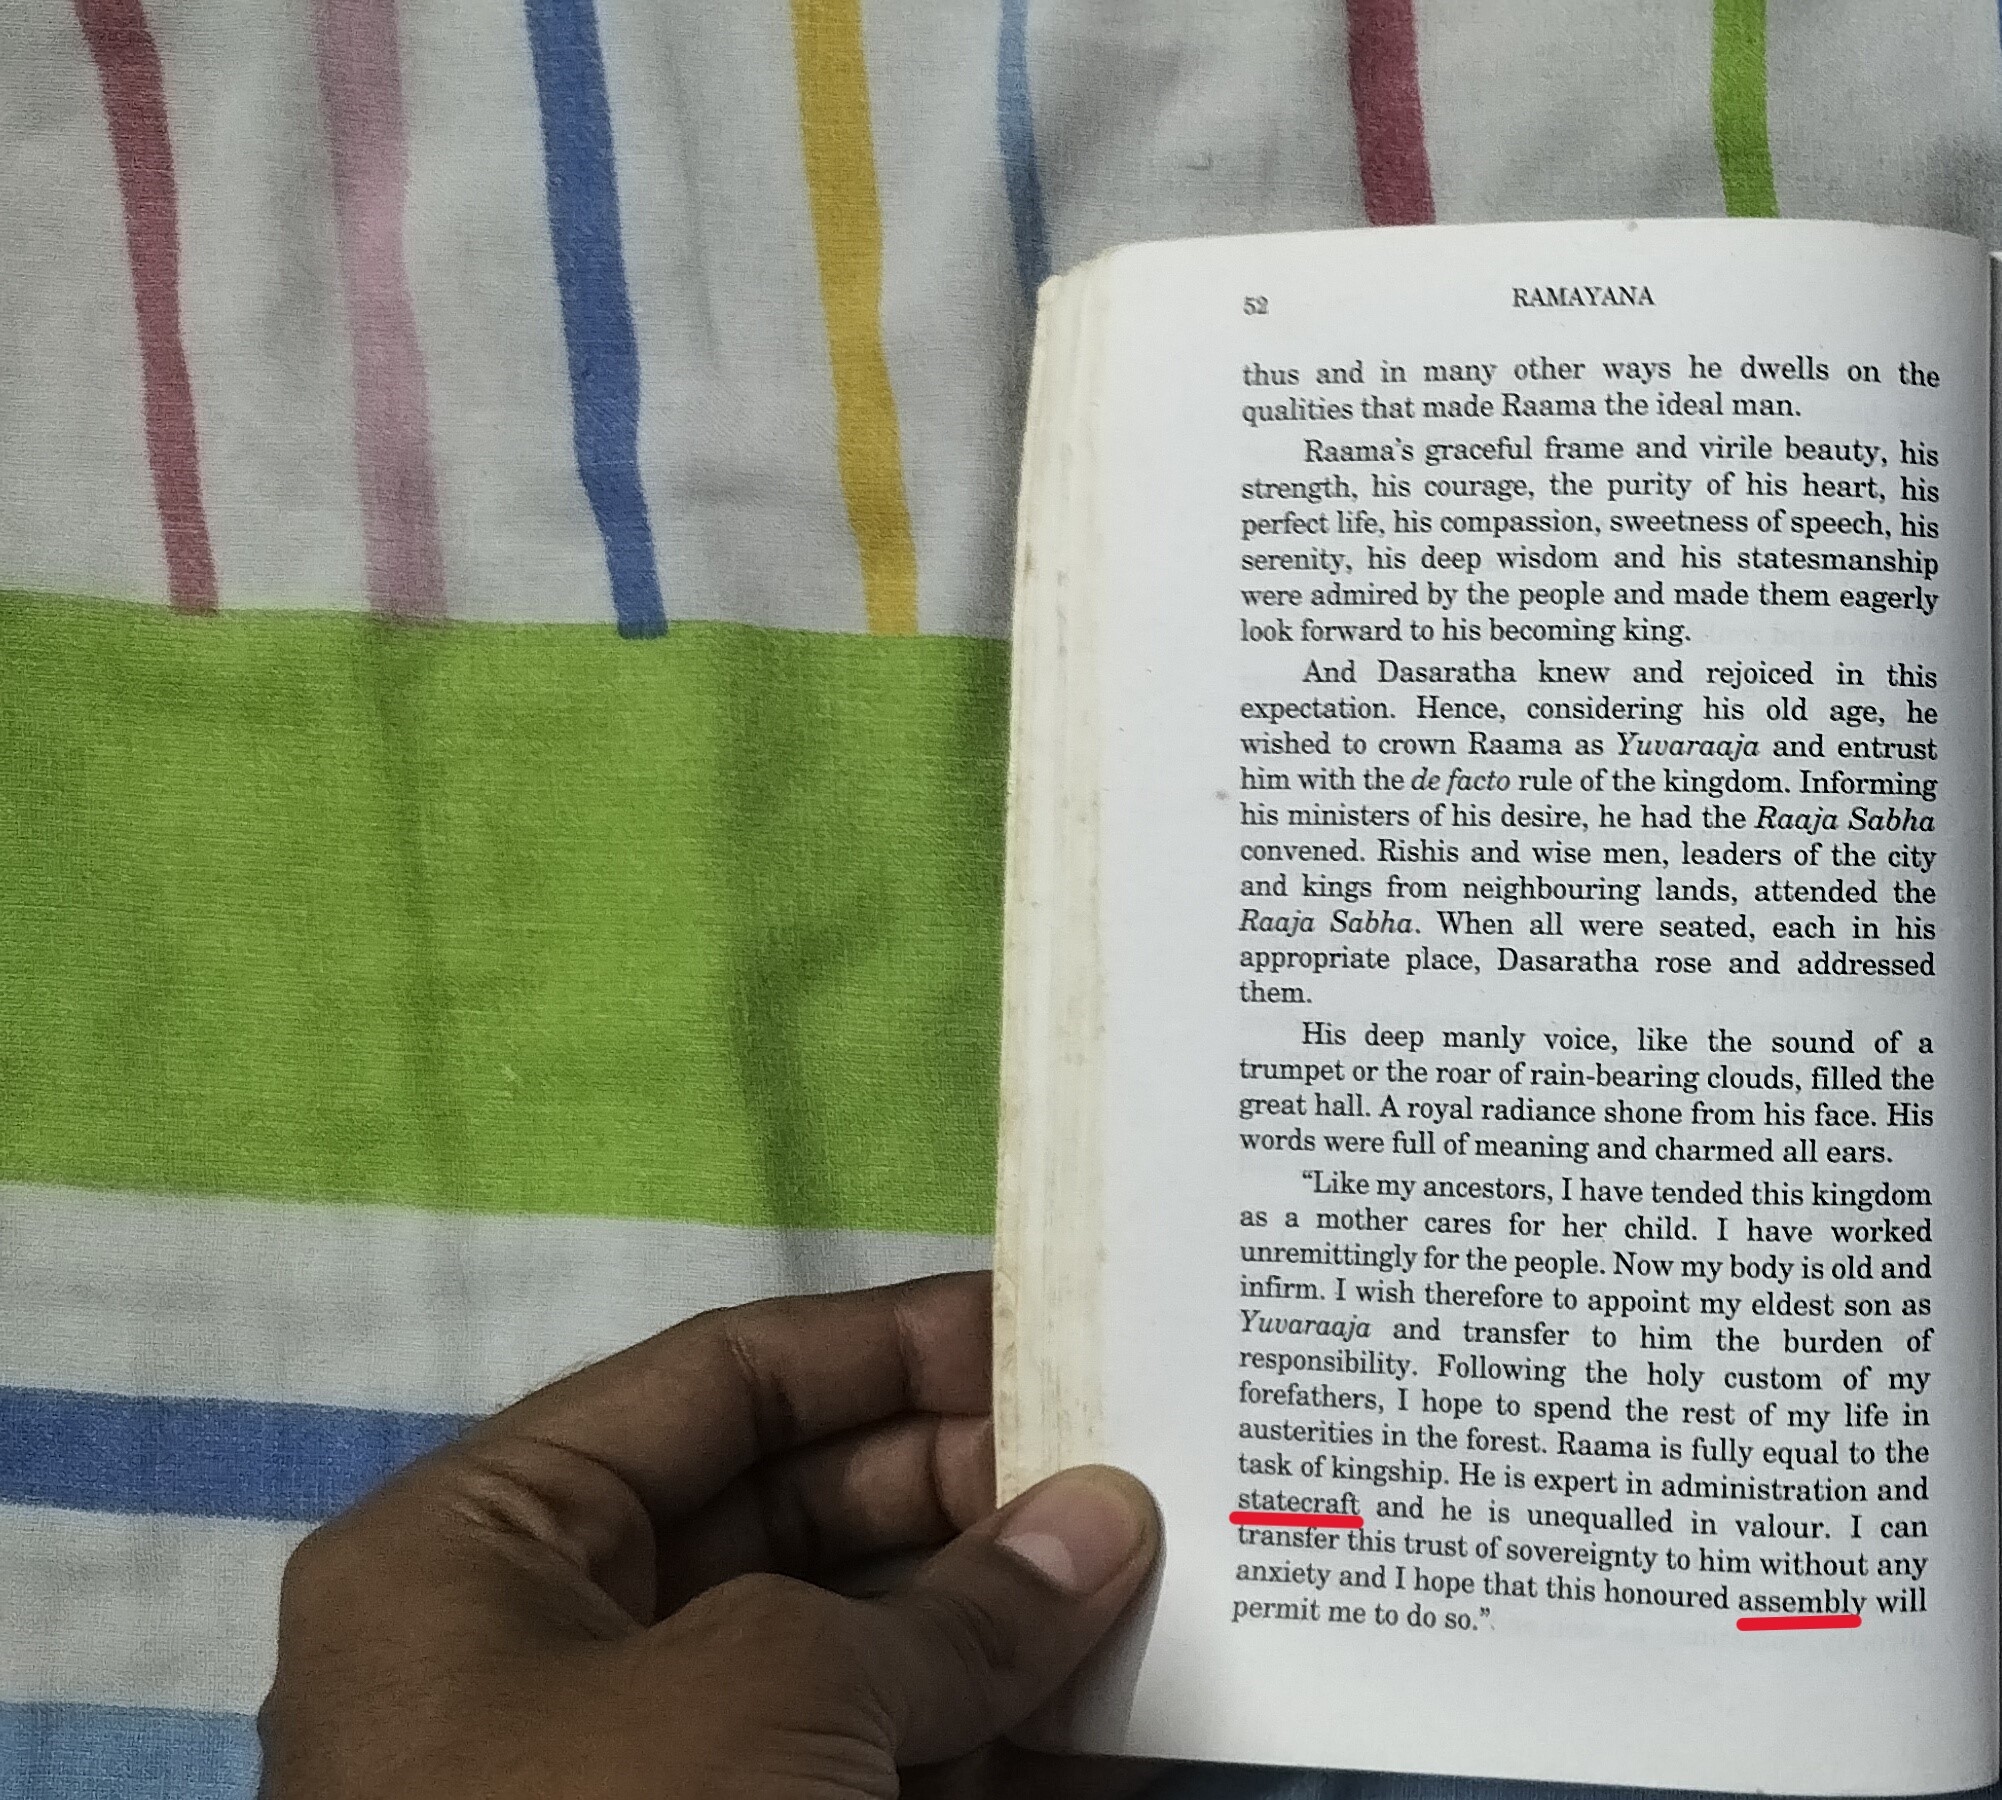 52 RAMAYANA
thus and in many other ways he dwells on the
qualities that made Raama the ideal man.
Raama's graceful frame and virile beauty, his
strength, his courage, the purity of his heart, his
perfect life, his compassion, sweetness of speech, his
serenity, his deep wisdom and his statesmanship
were admired by the people and made them eagerly
look forward to his becoming king.
And Dasaratha knew and rejoiced in this
expectation. Hence, considering his old age, he
wished to crown Raama as Yuvaraaja and entrust
him with the de facto rule of the kingdom. Informing
his ministers of his desire, he had the Raaja Sabha
convened. Rishis and wise men, leaders of the city
and kings from neighbouring lands, attended the
Raaja Sabha. When all were seated, each in his
appropriate place, Dasaratha rose and addressed
them.
His deep manly voice, like the sound of a
trumpet or the roar of rain-bearing clouds, filled the
great hall. A royal radiance shone from his face. His
words were full of meaning and charmed all ears.
“Like my ancestors, I have tended this kingdom
as a mother cares for her child. I have worked
unremittingly for the people. Now my body is old and
infirm. I wish therefore to appoint my eldest son as
Yuvaraaja and transfer to him the burden of
responsibility. Following the holy custom of my
forefathers, I hope to spend the rest of my life in
austerities in the forest. Raama is fully equal to the
task of kingship. He is expert in administration and
statecraft and he is unequalled in valour. I can
transfer this trust of sovereignty to him without any
anxiety and I hope that this honoured assembly will
permit me to do so.”